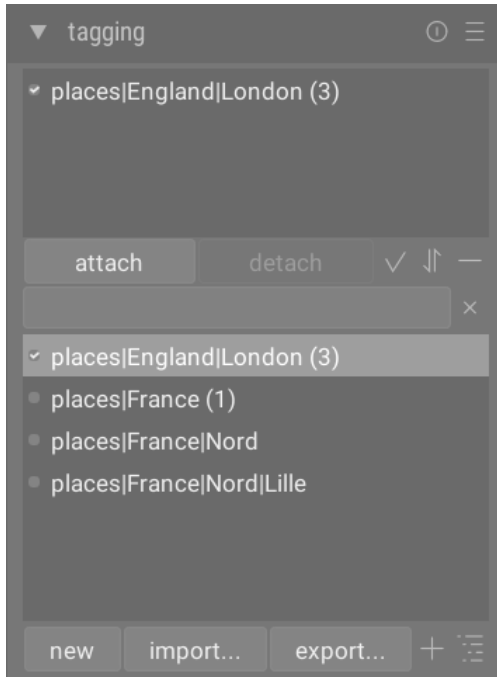 tagging
places|England|London (3)
attach detach
places|England|London (3)
places|France (1)
places|France|Nord
places|France|Nord|Lille
new import... export...